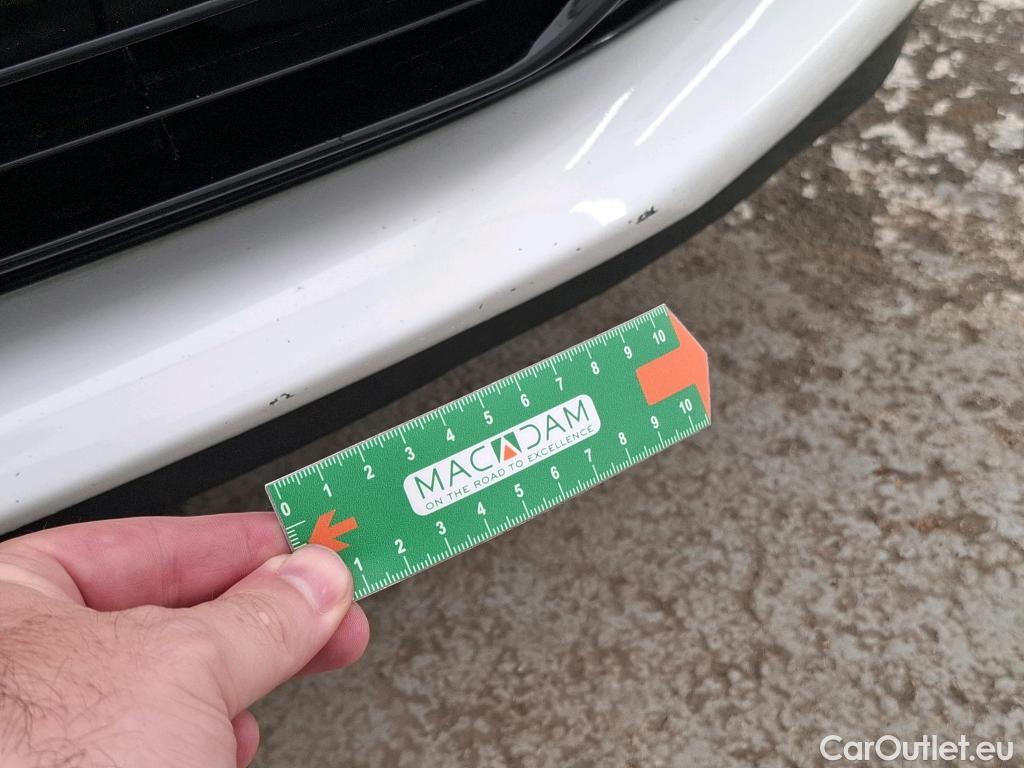 0 1 2 3 4 5 6 7 8 9 10
MACADAM
ON THE ROAD TO EXCELLENCE
1 2 3 4 5 6 7 8 9 10
CarOutlet.eu